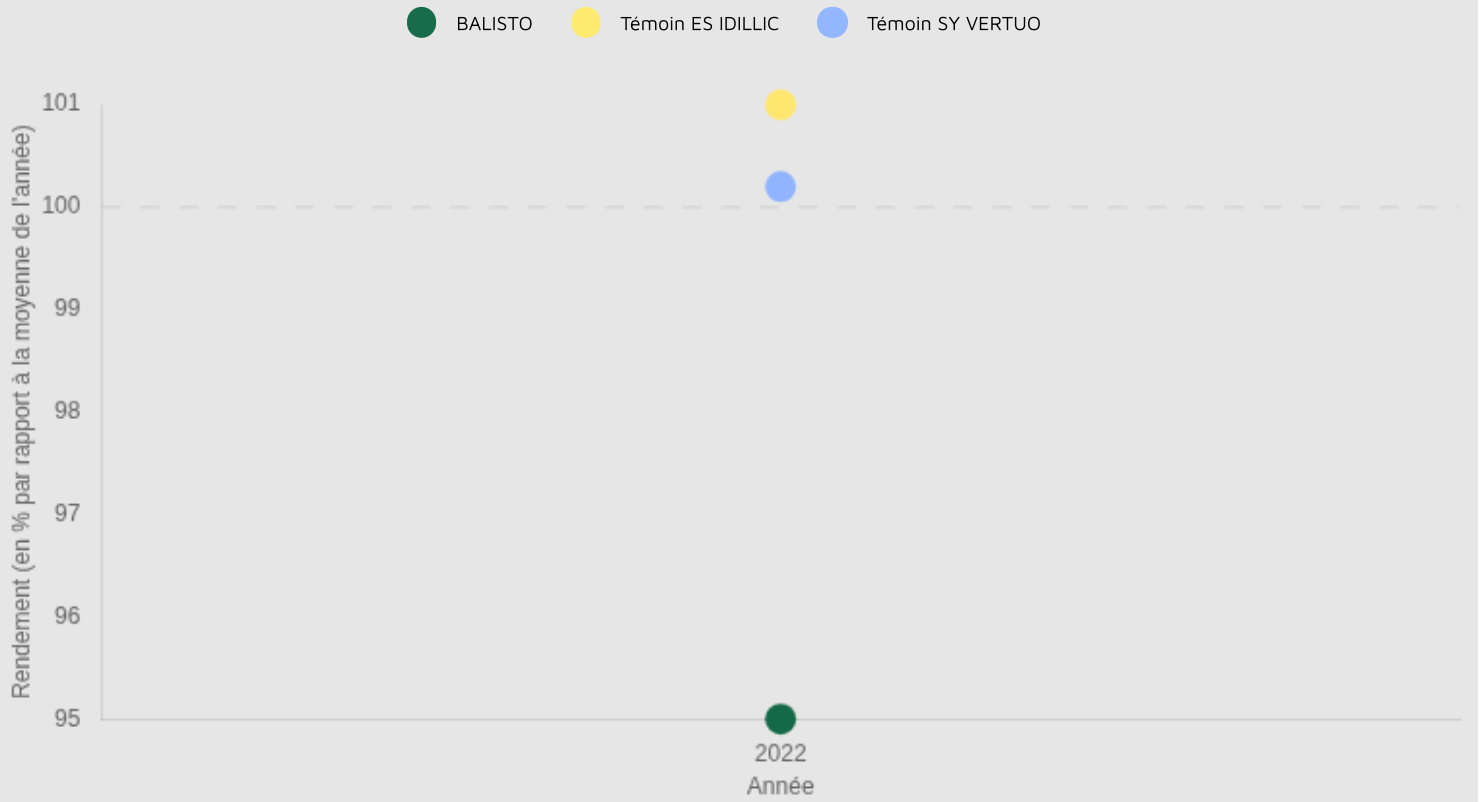 BALISTO
Témoin ES IDILLIC
Témoin SY VERTUO
Rendement (en % par rapport à la moyenne de l'année)
101
100
99
98
97
96
95
2022
Année